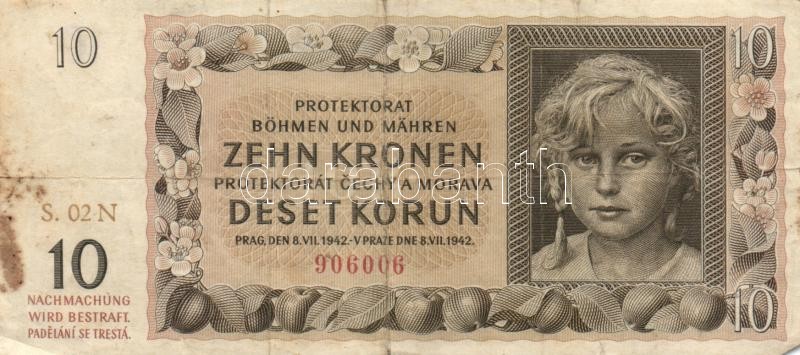 10
10
PROTEKTORAT
BÖHMEN UND MÄHREN
ZEHN KRONEN
PROTEKTORÁT ČECHY A MORAVA
DESET KORUN
PRAG, DEN 8.VII.1942.-V PRAZE DNE 8.VII.1942.
906006
S. 02 N
10
NACHMACHUNG
WIRD BESTRAFT.
PADĚLÁNÍ SE TRESTÁ.
10
darabanth